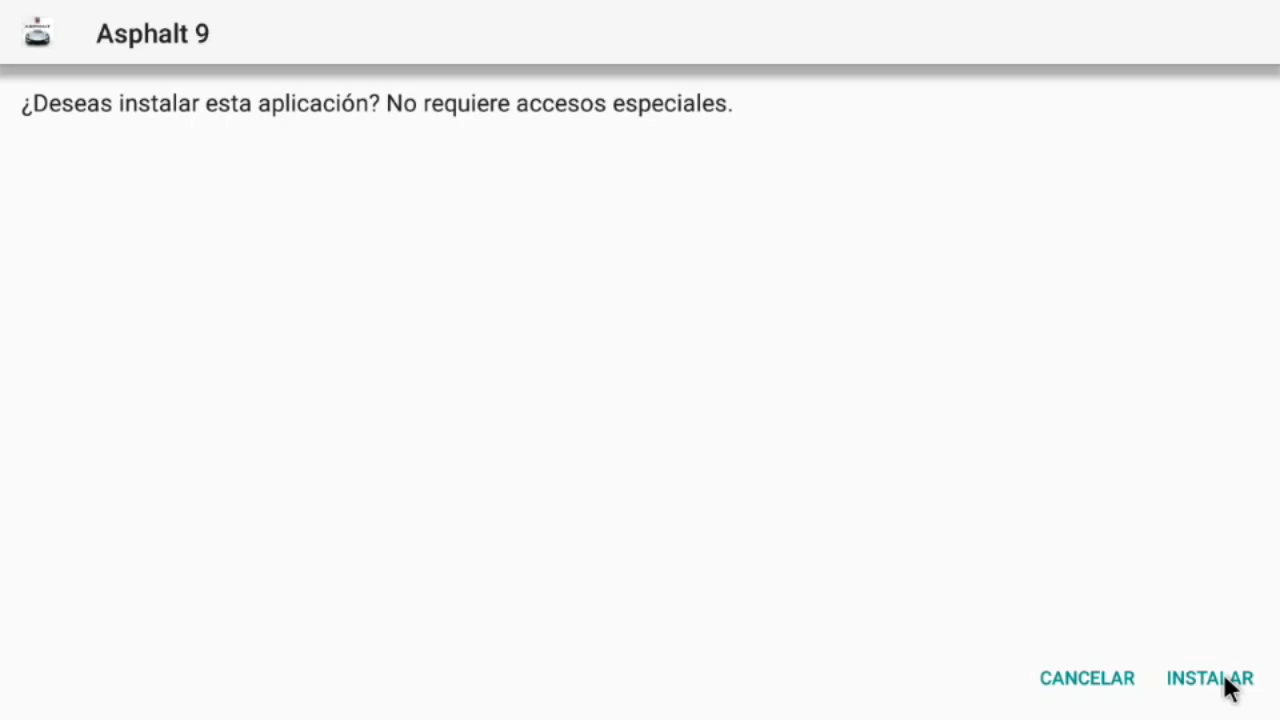 Asphalt 9
¿Deseas instalar esta aplicación? No requiere accesos especiales.
CANCELAR
INSTALAR